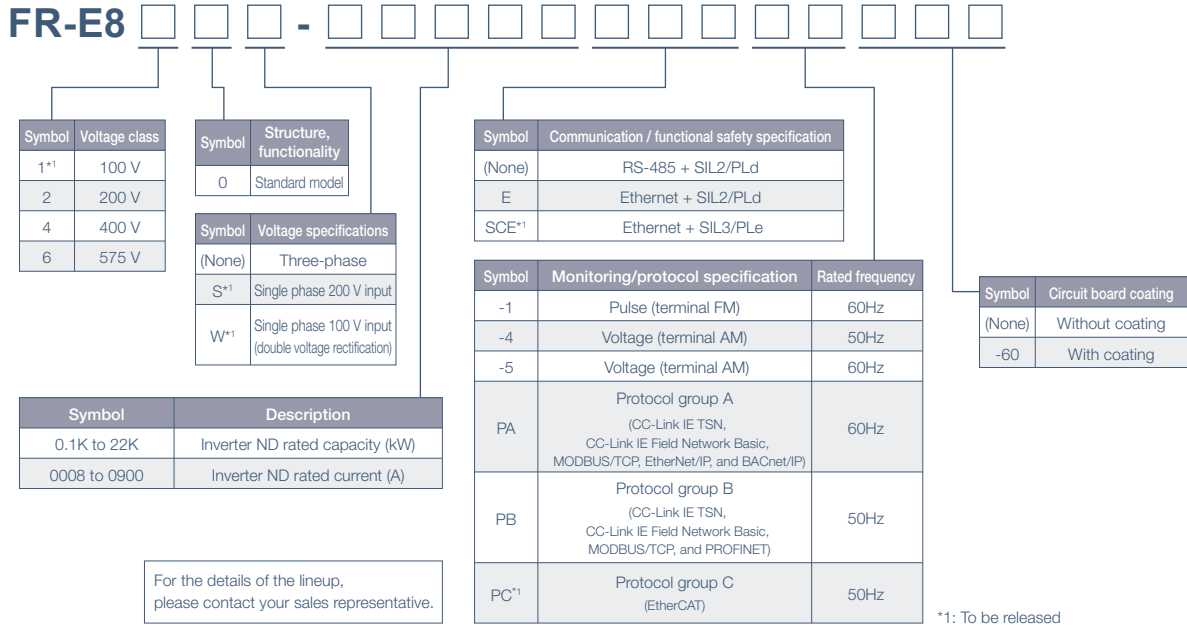 FR-E8 □ □ □ - □ □ □ □ □ □ □ □ □ □ □ □ □
Symbol Voltage class
1*1 100 V
2 200 V
4 400 V
6 575 V
Symbol Structure,
functionality
0 Standard model
Symbol Voltage specifications
(None) Three-phase
S*1 Single phase 200 V input
W*1 Single phase 100 V input
(double voltage rectification)
Symbol Description
0.1K to 22K Inverter ND rated capacity (kW)
0008 to 0900 Inverter ND rated current (A)
For the details of the lineup,
please contact your sales representative.
Symbol Communication / functional safety specification
(None) RS-485 + SIL2/PLd
E Ethernet + SIL2/PLd
SCE*1 Ethernet + SIL3/PLe
Symbol Monitoring/protocol specification Rated frequency
-1 Pulse (terminal FM) 60Hz
-4 Voltage (terminal AM) 50Hz
-5 Voltage (terminal AM) 60Hz
PA Protocol group A
(CC-Link IE TSN,
CC-Link IE Field Network Basic,
MODBUS/TCP, EtherNet/IP, and BACnet/IP) 60Hz
PB Protocol group B
(CC-Link IE TSN,
CC-Link IE Field Network Basic,
MODBUS/TCP, and PROFINET) 50Hz
PC*1 Protocol group C
(EtherCAT) 50Hz
Symbol Circuit board coating
(None) Without coating
-60 With coating
*1: To be released